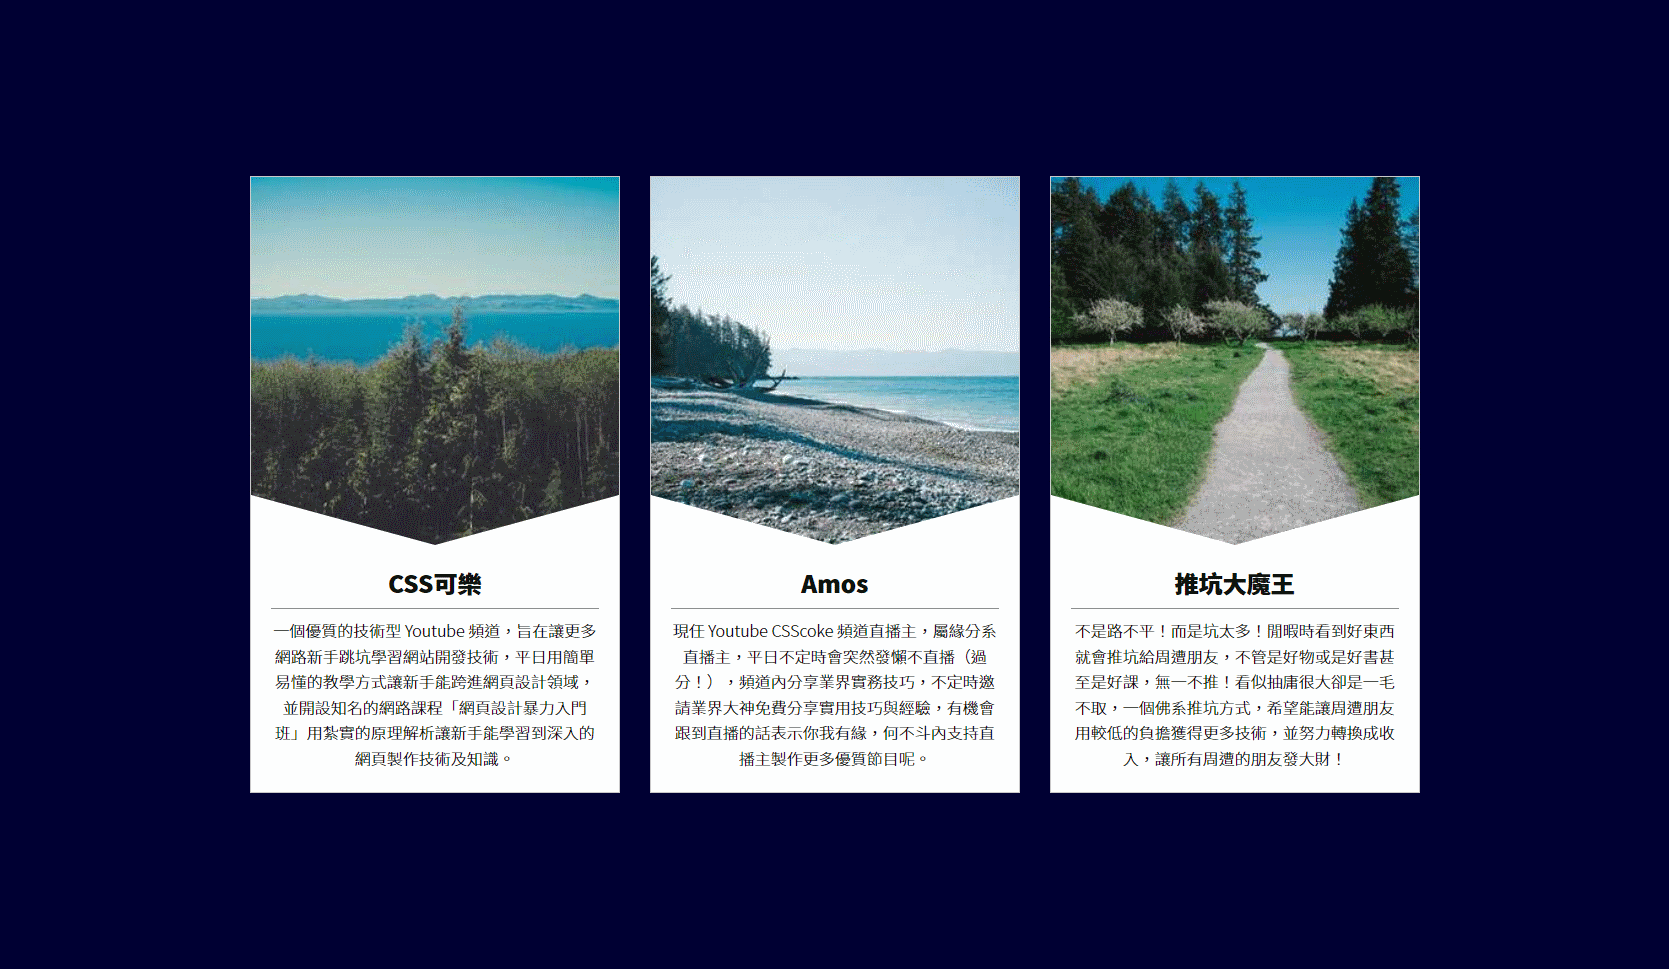 CSS可樂
一個優質的技術型 Youtube 頻道，旨在讓更多
網路新手跳坑學習網站開發技術，平日用簡單
易懂的教學方式讓新手能跨進網頁設計領域，
並開設知名的網路課程「網頁設計暴力入門
班」用紮實的原理解析讓新手能學習到深入的
網頁製作技術及知識。
Amos
現任 Youtube CSScoke 頻道直播主，屬緣分系
直播主，平日不定時會突然發懶不直播（過
分！），頻道內分享業界實務技巧，不定時邀
請業界大神免費分享實用技巧與經驗，有機會
跟到直播的話表示你我有緣，何不斗內支持直
播主製作更多優質節目呢。
推坑大魔王
不是路不平！而是坑太多！閒暇時看到好東西
就會推坑給周遭朋友，不管是好物或是好書甚
至是好課，無一不推！看似抽庸很大卻是一毛
不取，一個佛系推坑方式，希望能讓周遭朋友
用較低的負擔獲得更多技術，並努力轉換成收
入，讓所有周遭的朋友發大財！